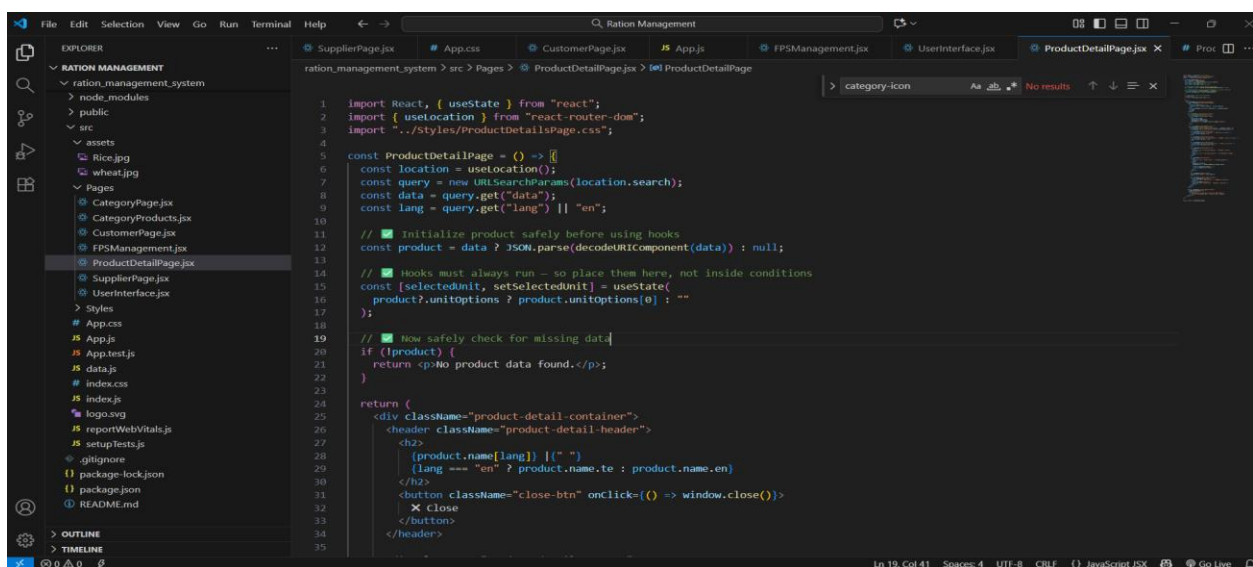 File Edit Selection View Go Run Terminal Help
Ration Management
EXPLORER
SupplierPage.jsx
# App.css
CustomerPage.jsx
JS App.js
FPSManagement.jsx
UserInterface.jsx
ProductDetailPage.jsx
# Proc
RATION MANAGEMENT
ration_management_system > src > Pages > ProductDetailPage.jsx > ProductDetailPage
category-icon
Aa ab, .*
No results
ration_management_system
node_modules
public
src
assets
Rice.jpg
wheat.jpg
Pages
CategoryPage.jsx
CategoryProducts.jsx
CustomerPage.jsx
FPSManagement.jsx
ProductDetailPage.jsx
SupplierPage.jsx
UserInterface.jsx
Styles
# App.css
JS App.js
JS App.test.js
JS data.js
# index.css
JS index.js
logo.svg
JS reportWebVitals.js
JS setupTests.js
.gitignore
{} package-lock.json
{} package.json
README.md
OUTLINE
TIMELINE
1 import React, { useState } from "react";
2 import { useLocation } from "react-router-dom";
3 import "../Styles/ProductDetailsPage.css";
4
5 const ProductDetailPage = () => {
6 const location = useLocation();
7 const query = new URLSearchParams(location.search);
8 const data = query.get("data");
9 const lang = query.get("lang") || "en";
10
11 // ✅ Initialize product safely before using hooks
12 const product = data ? JSON.parse(decodeURIComponent(data)) : null;
13
14 // ✅ Hooks must always run — so place them here, not inside conditions
15 const [selectedUnit, setSelectedUnit] = useState(
16 product?.unitOptions ? product.unitOptions[0] : ""
17 );
18
19 // ✅ Now safely check for missing data
20 if (!product) {
21 return <p>No product data found.</p>;
22 }
23
24 return (
25 <div className="product-detail-container">
26 <header className="product-detail-header">
27 <h2>
28 {product.name[lang]} |{" "}
29 {lang === "en" ? product.name.te : product.name.en}
30 </h2>
31 <button className="close-btn" onClick={() => window.close()}>
32 ❌ Close
33 </button>
34 </header>
35
0 0 0
Ln 19, Col 41 Spaces: 4 UTF-8 CRLF {} JavaScript JSX Go Live